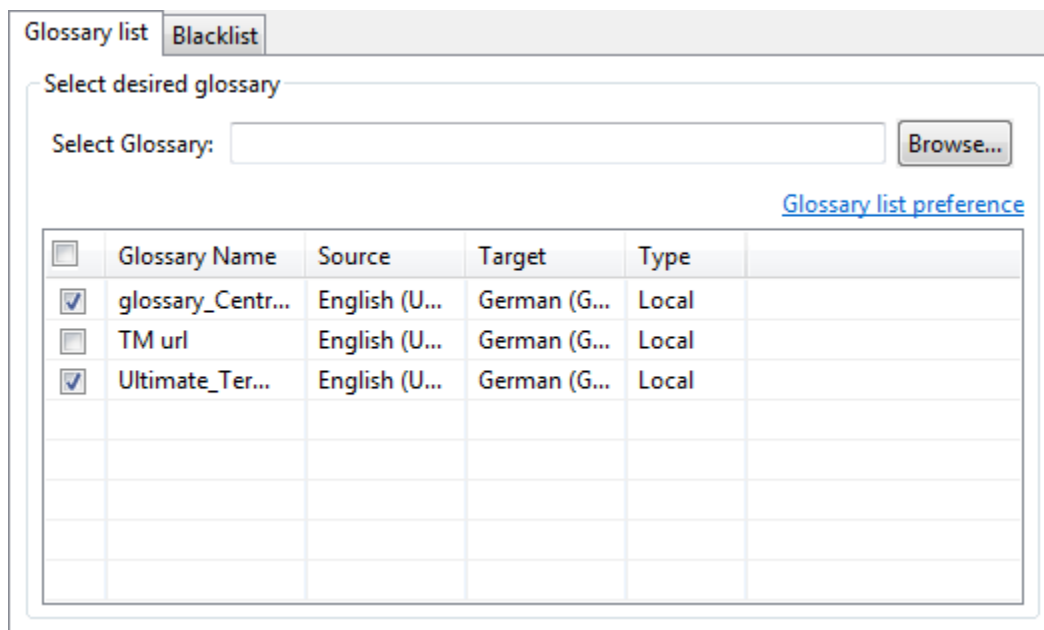 Glossary list Blacklist
Select desired glossary
Select Glossary: Browse...
Glossary list preference
Glossary Name Source Target Type
glossary_Centr... English (U... German (G... Local
TM url English (U... German (G... Local
Ultimate_Ter... English (U... German (G... Local